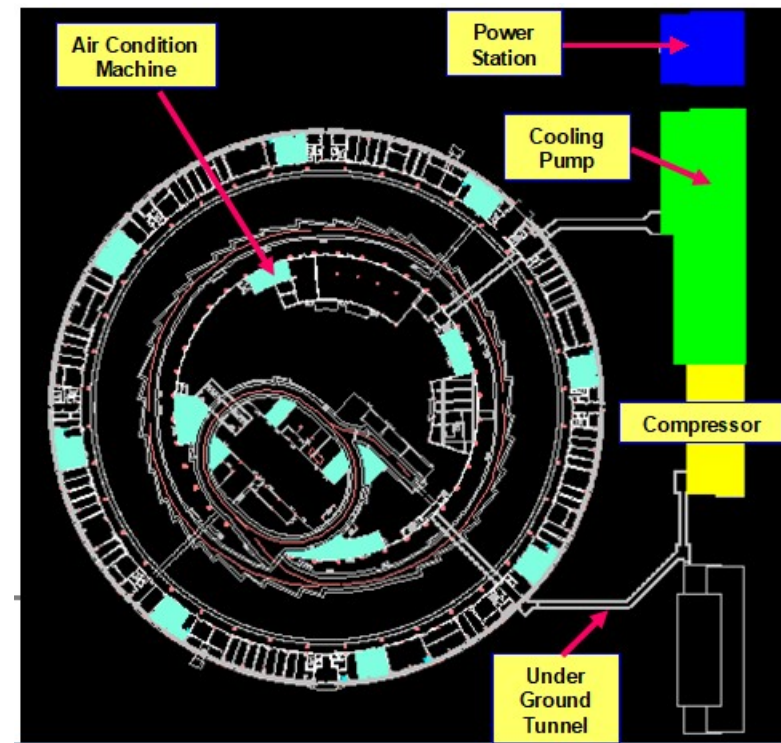 Air Condition
Machine
Power
Station
Cooling
Pump
Compressor
Under
Ground
Tunnel